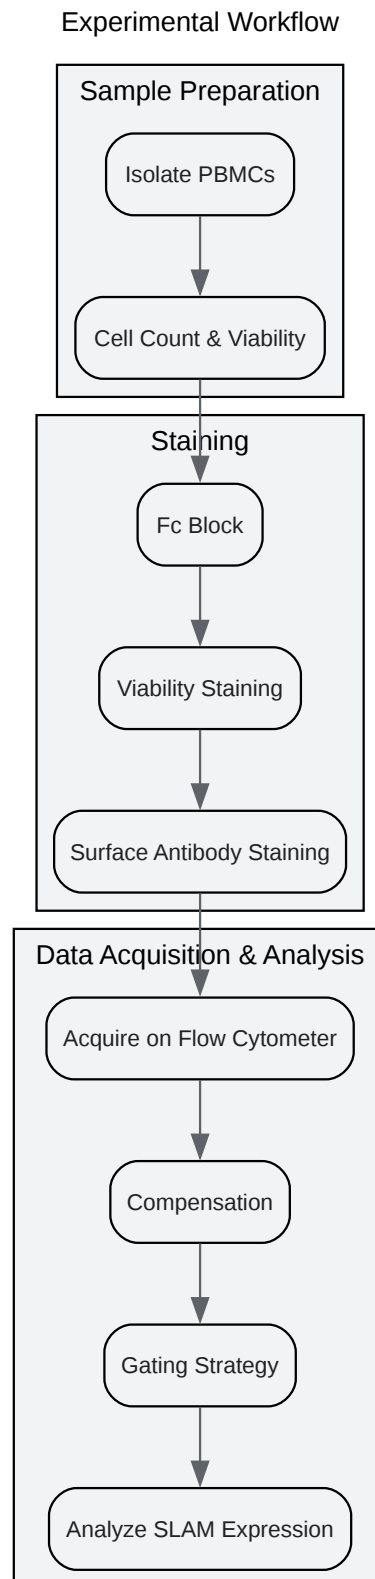 Experimental Workflow
Sample Preparation
Isolate PBMCs
Cell Count & Viability
Staining
Fc Block
Viability Staining
Surface Antibody Staining
Data Acquisition & Analysis
Acquire on Flow Cytometer
Compensation
Gating Strategy
Analyze SLAM Expression